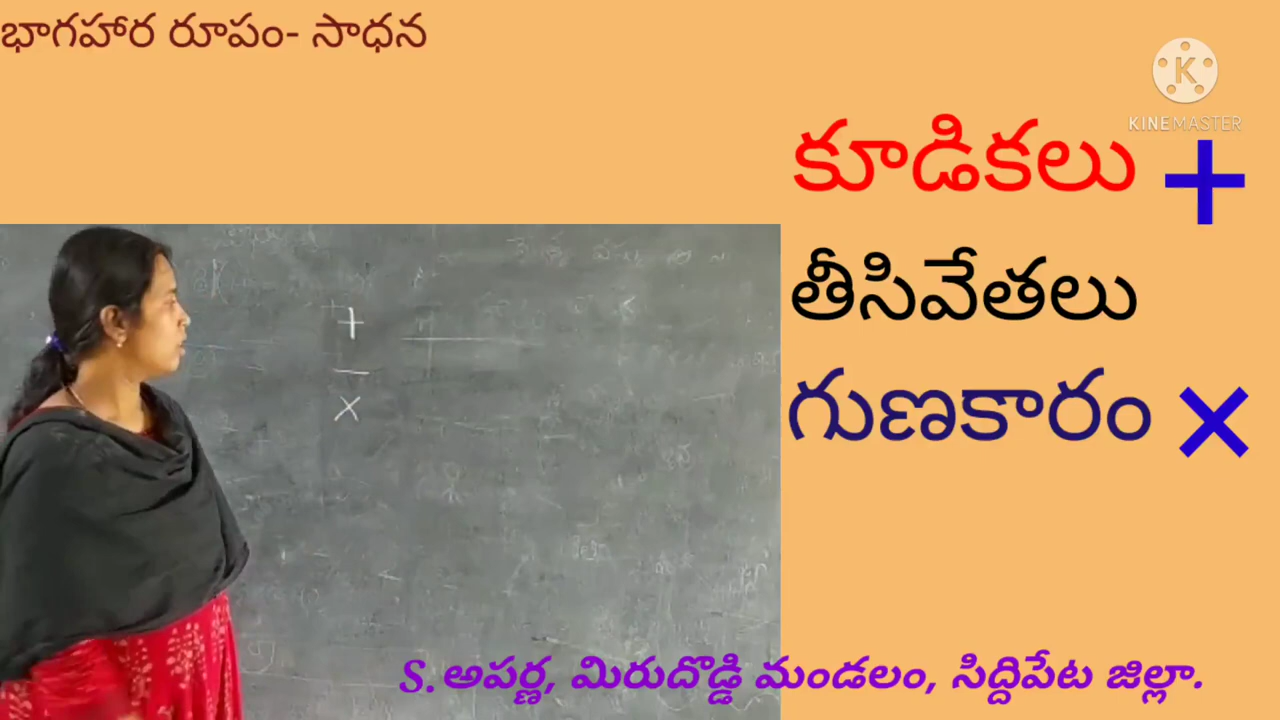 భాగహార రూపం- సాధన
KINEMASTER
కూడికలు +
తీసివేతలు
గుణకారం ×
+
—
×
S. అపర్ణ, మిరుదొడ్డి మండలం, సిద్దిపేట జిల్లా.